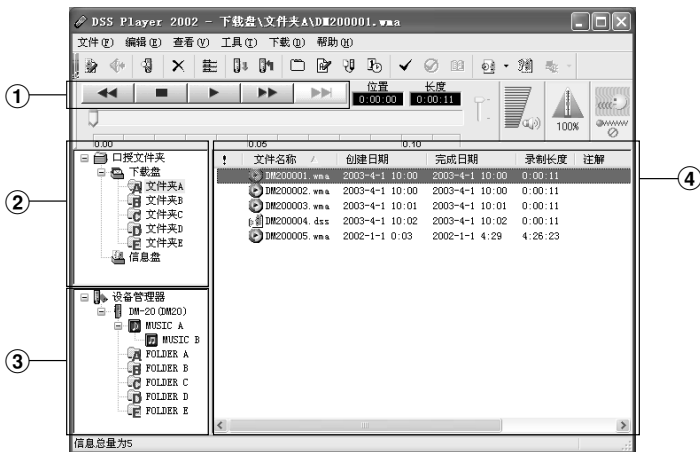 DSS Player 2002 - 下载盘\文件夹A\DM200001.wma
文件(F) 编辑(E) 查看(V) 工具(T) 下载(D) 帮助(H)
① 位置 长度
0:00:00 0:00:11
100%
0.00 0.05 0.10
②
口授文件夹
下载盘
文件夹A
文件夹B
文件夹C
文件夹D
文件夹E
信息盘
③
设备管理器
DM-20(DM20)
MUSIC A
MUSIC B
FOLDER A
FOLDER B
FOLDER C
FOLDER D
FOLDER E
④
! 文件名称 / 创建日期 完成日期 录制长度 注解
DM200001.wma 2003-4-1 10:00 2003-4-1 10:00 0:00:11
DM200002.wma 2003-4-1 10:00 2003-4-1 10:00 0:00:11
DM200003.wma 2003-4-1 10:01 2003-4-1 10:01 0:00:11
DM200004.dss 2003-4-1 10:02 2003-4-1 10:02 0:00:11
DM200005.wma 2002-1-1 0:03 2002-1-1 4:29 4:26:23
信息总量为5